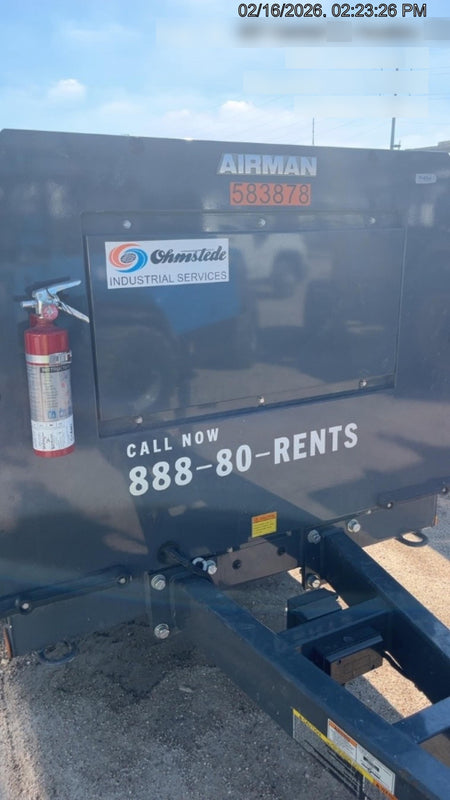 02/16/2026, 02:23:26 PM
AIRMAN
583878
Ohmstede
INDUSTRIAL SERVICES
CALL NOW
888-80-RENTS